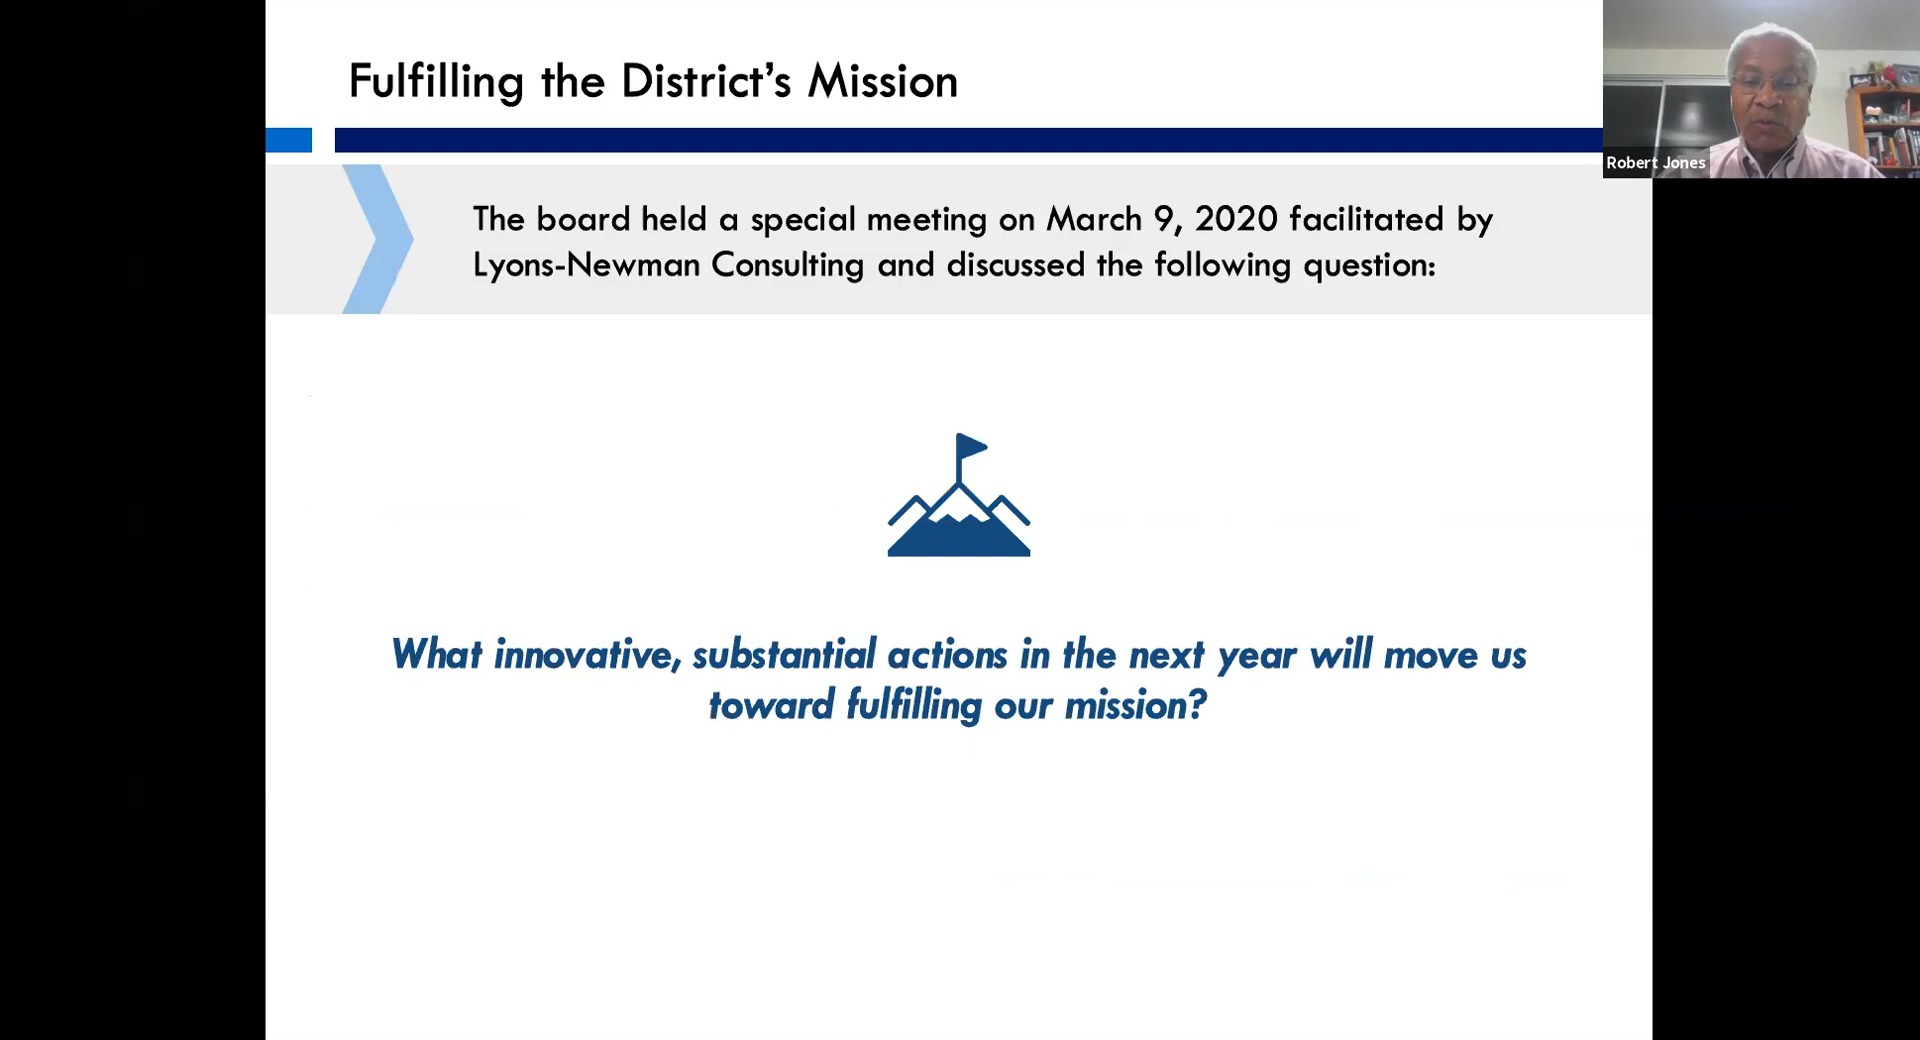 Fulfilling the District’s Mission
Robert Jones
The board held a special meeting on March 9, 2020 facilitated by
Lyons-Newman Consulting and discussed the following question:
What innovative, substantial actions in the next year will move us
toward fulfilling our mission?